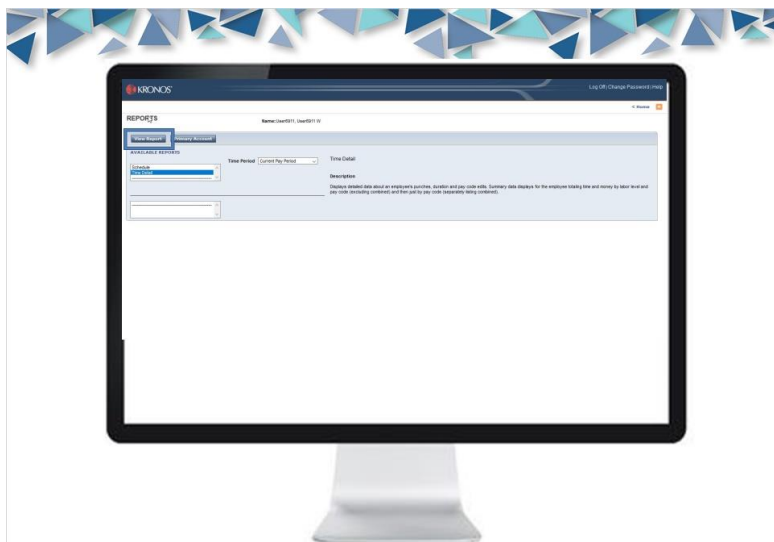 KRONOS
Log Off| Change Password| Help
Home
REPORTS
Name:
View Report
Primary Account
AVAILABLE REPORTS
Time Period
Current Pay Period
Time Detail
Schedule
Time Detail
Description
Displays detailed data about an employee's punches, duration and pay code edits. Summary data displays for the employee totaling time and money by labor level and
pay code (excluding combined) and then just by pay code (separately listing combined).